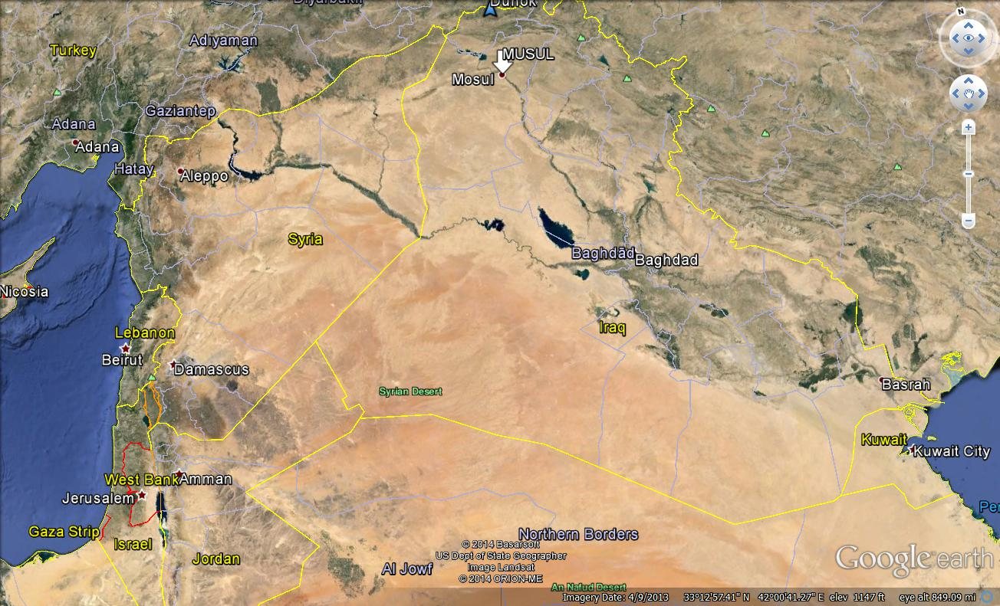 Diyarbakır
Duhok
Adıyaman
Turkey
MUSUL
Mosul
Gaziantep
Adana
Adana
Hatay
Aleppo
Syria
Baghdād
Baghdad
Nicosia
Iraq
Lebanon
Beirut
Damascus
Syrian Desert
Basrah
Kuwait
Kuwait City
West Bank
Amman
Jerusalem
Gaza Strip
Israel
Jordan
Al Jowf
Northern Borders
An Nafud Desert
N
© 2014 Basarsoft
US Dept of State Geographer
Image Landsat
© 2014 ORION-ME
Google earth
Imagery Date: 4/9/2013 33°12'57.41" N 42°00'41.27" E elev 1147 ft eye alt 849.09 mi